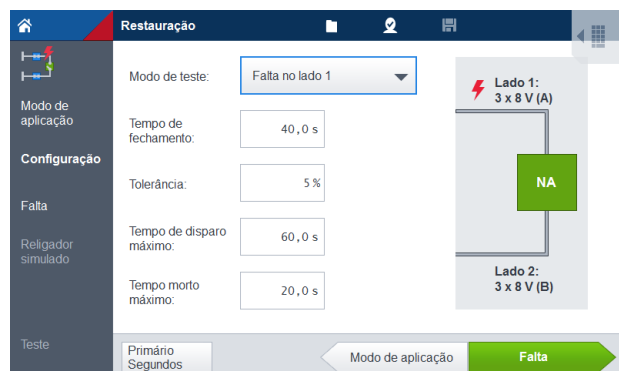 Restauração
Modo de
aplicação
Configuração
Falta
Religador
simulado
Teste
Modo de teste:
Falta no lado 1
Tempo de
fechamento:
40,0 s
Tolerância:
5 %
Tempo de disparo
máximo:
60,0 s
Tempo morto
máximo:
20,0 s
Lado 1:
3 x 8 V (A)
NA
Lado 2:
3 x 8 V (B)
Primário
Segundos
Modo de aplicação
Falta